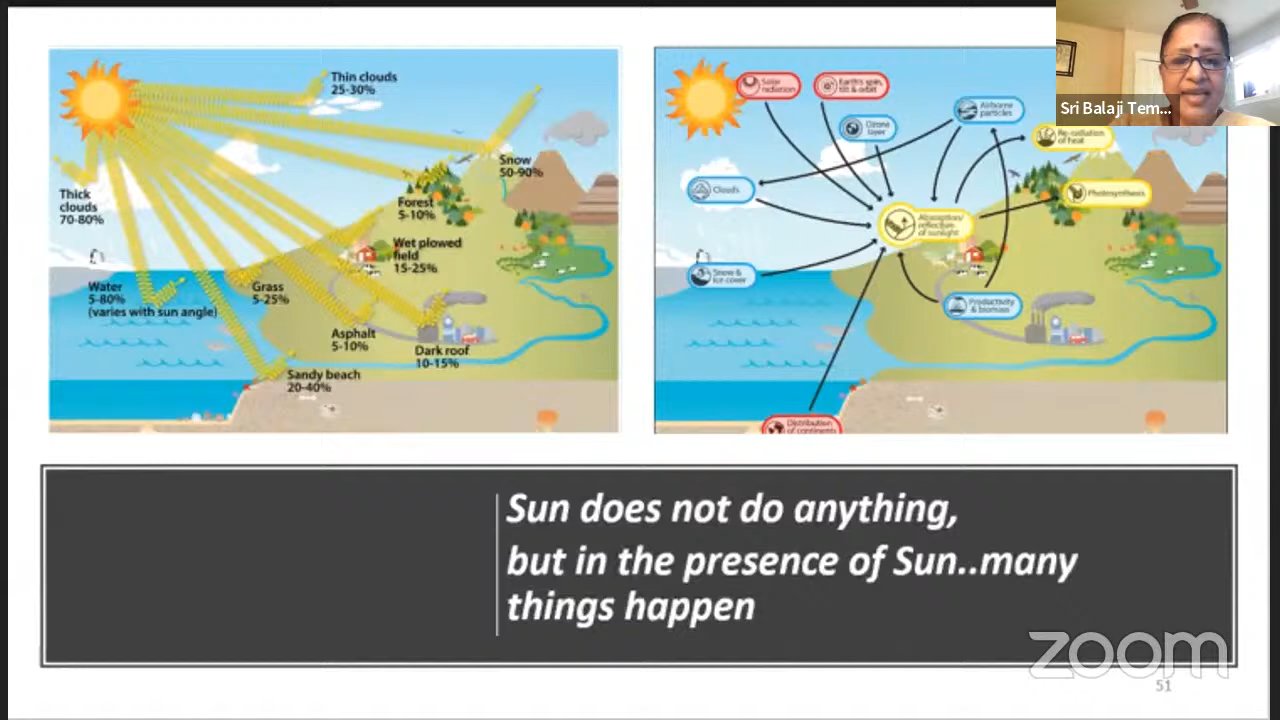 Thin clouds
25-30%
Thick
clouds
70-80%
Snow
50-90%
Forest
5-10%
Wet plowed
field
15-25%
Water
5-80%
(varies with sun angle)
Grass
5-25%
Asphalt
5-10%
Dark roof
10-15%
Sandy beach
20-40%
Solar
radiation
Earth's spin,
tilt & orbit
Ozone
layer
Airborne
particles
Re-radiation
of heat
Clouds
Photosynthesis
Absorption/
reflection
of sunlight
Snow &
ice cover
Productivity
& biomass
Distribution
of continents
Sri Balaji Tem...
Sun does not do anything,
but in the presence of Sun..many
things happen
zoom
51